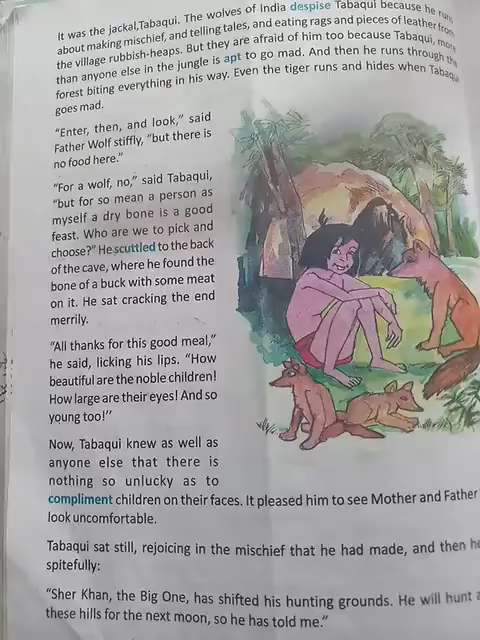 It was the jackal,Tabaqui. The wolves of India despise Tabaqui because he runs
about making mischief, and telling tales, and eating rags and pieces of leather from
the village rubbish-heaps. But they are afraid of him too because Tabaqui, more
than anyone else in the jungle is apt to go mad. And then he runs through the
forest biting everything in his way. Even the tiger runs and hides when Tabaqui
goes mad.
“Enter, then, and look,” said
Father Wolf stiffly, “but there is
no food here.”
“For a wolf, no,” said Tabaqui,
“but for so mean a person as
myself a dry bone is a good
feast. Who are we to pick and
choose?” He scuttled to the back
of the cave, where he found the
bone of a buck with some meat
on it. He sat cracking the end
merrily.
“All thanks for this good meal,”
he said, licking his lips. “How
beautiful are the noble children!
How large are their eyes! And so
young too!”
Now, Tabaqui knew as well as
anyone else that there is
nothing so unlucky as to
compliment children on their faces. It pleased him to see Mother and Father
look uncomfortable.
Tabaqui sat still, rejoicing in the mischief that he had made, and then he
spitefully:
“Sher Khan, the Big One, has shifted his hunting grounds. He will hunt
these hills for the next moon, so he has told me.”